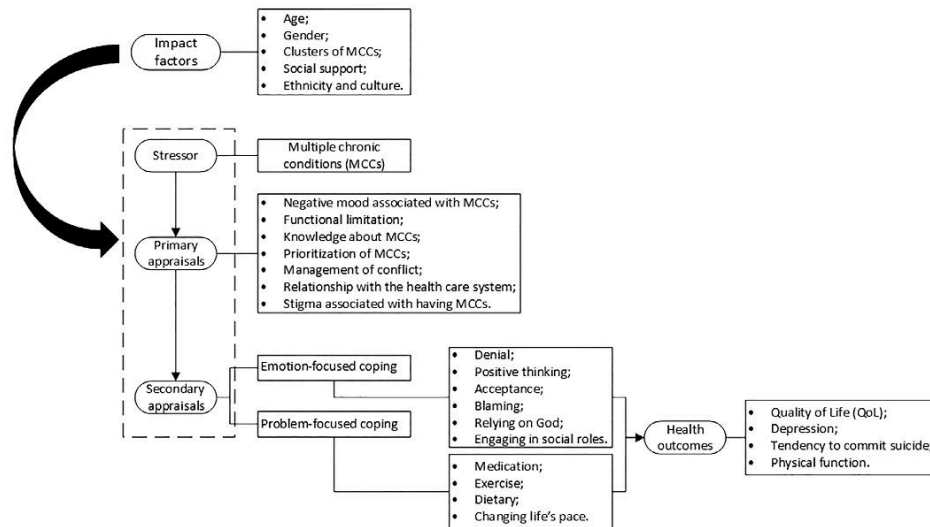 Impact
factors
• Age;
• Gender;
• Clusters of MCCs;
• Social support;
• Ethnicity and culture.
Stressor
Multiple chronic
conditions (MCCs)
Primary
appraisals
• Negative mood associated with MCCs;
• Functional limitation;
• Knowledge about MCCs;
• Prioritization of MCCs;
• Management of conflict;
• Relationship with the health care system;
• Stigma associated with having MCCs.
Secondary
appraisals
Emotion-focused coping
Problem-focused coping
• Denial;
• Positive thinking;
• Acceptance;
• Blaming;
• Relying on God;
• Engaging in social roles.
• Medication;
• Exercise;
• Dietary;
• Changing life's pace.
Health
outcomes
• Quality of Life (QoL);
• Depression;
• Tendency to commit suicide;
• Physical function.